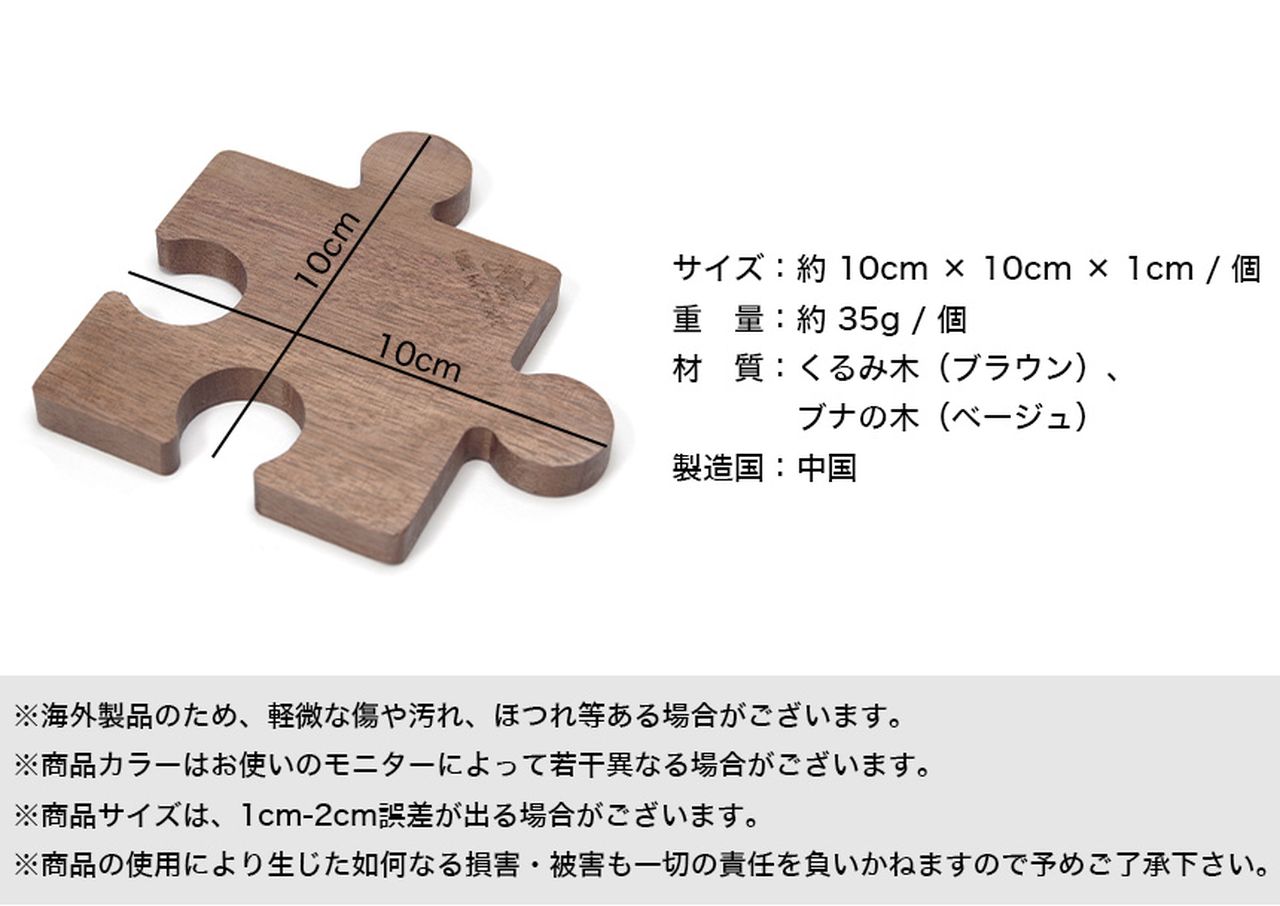 10cm
10cm
サイズ：約 10cm × 10cm × 1cm / 個
重　量：約 35g / 個
材　質：くるみ木（ブラウン）、
ブナの木（ベージュ）
製造国：中国
※海外製品のため、軽微な傷や汚れ、ほつれ等ある場合がございます。
※商品カラーはお使いのモニターによって若干異なる場合がございます。
※商品サイズは、1cm-2cm誤差が出る場合がございます。
※商品の使用により生じた如何なる損害・被害も一切の責任を負いかねますので予めご了承下さい。